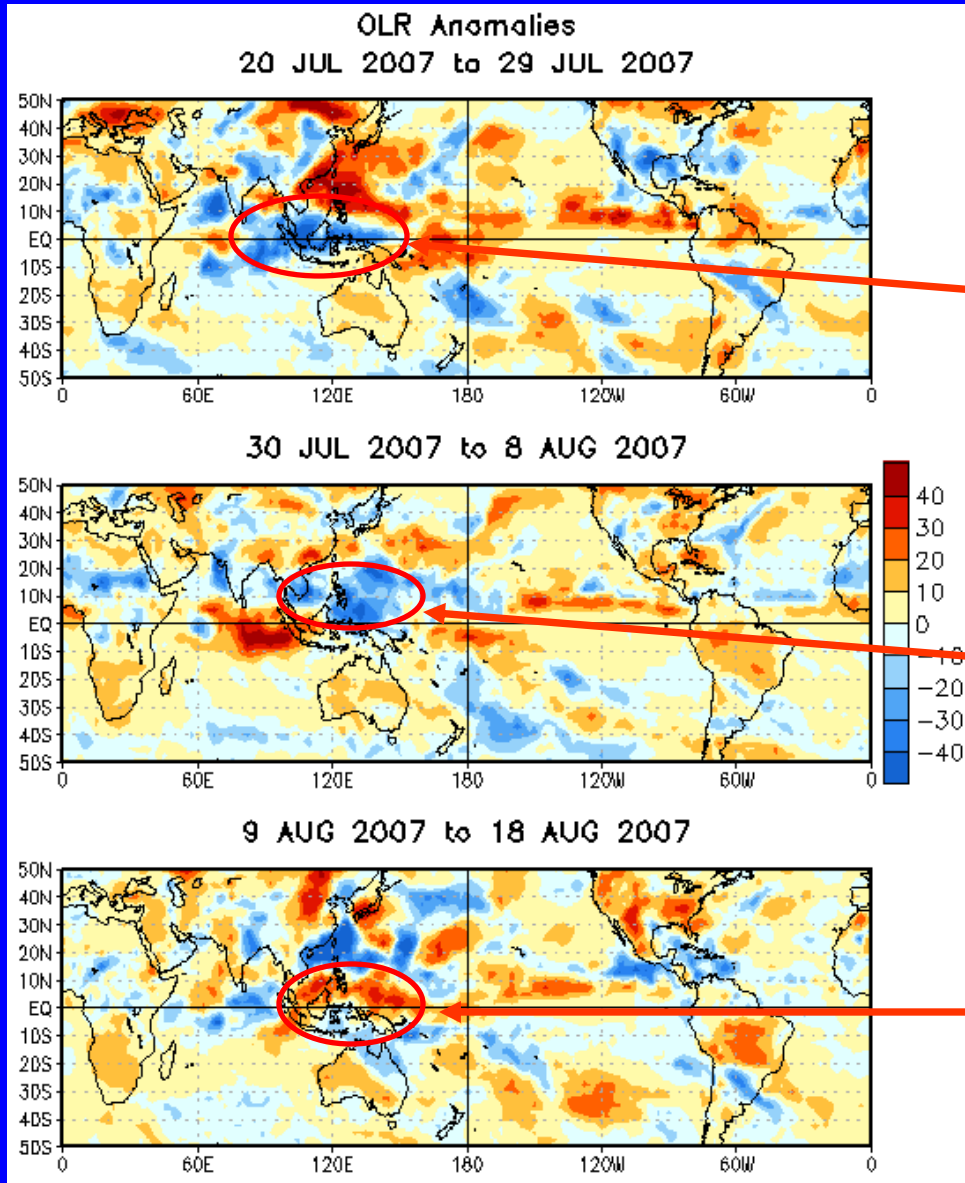 OLR Anomalies
20 JUL 2007 to 29 JUL 2007
50N
40N
30N
20N
10N
EQ
10S
20S
30S
40S
50S
0 60E 120E 180 120W 60W 0
30 JUL 2007 to 8 AUG 2007
50N
40N
30N
20N
10N
EQ
10S
20S
30S
40S
50S
0 60E 120E 180 120W 60W 0
40
30
20
10
0
-10
-20
-30
-40
9 AUG 2007 to 18 AUG 2007
50N
40N
30N
20N
10N
EQ
10S
20S
30S
40S
50S
0 60E 120E 180 120W 60W 0